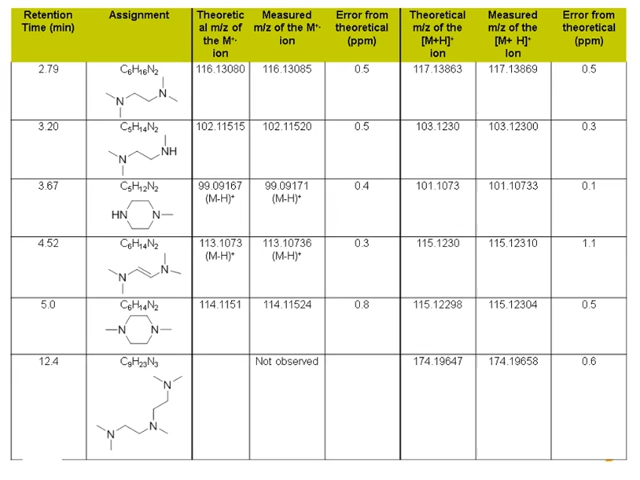 Retention Time (min) Assignment Theoretical m/z of the M⁺· ion Measured m/z of the M⁺· ion Error from theoretical (ppm) Theoretical m/z of the [M+H]⁺ ion Measured m/z of the [M+ H]⁺ Ion Error from theoretical (ppm)
2.79 C₆H₁₆N₂ 116.13080 116.13085 0.5 117.13863 117.13869 0.5
N N
3.20 C₅H₁₄N₂ 102.11515 102.11520 0.5 103.1230 103.12300 0.3
N NH
3.67 C₅H₁₂N₂ 99.09167 (M-H)⁺ 99.09171 (M-H)⁺ 0.4 101.1073 101.10733 0.1
HN N
4.52 C₆H₁₄N₂ 113.1073 (M-H)⁺ 113.10736 (M-H)⁺ 0.3 115.1230 115.12310 1.1
N N
5.0 C₆H₁₄N₂ 114.1151 114.11524 0.8 115.12298 115.12304 0.5
N N
12.4 C₉H₂₃N₃ Not observed 174.19647 174.19658 0.6
N
N N